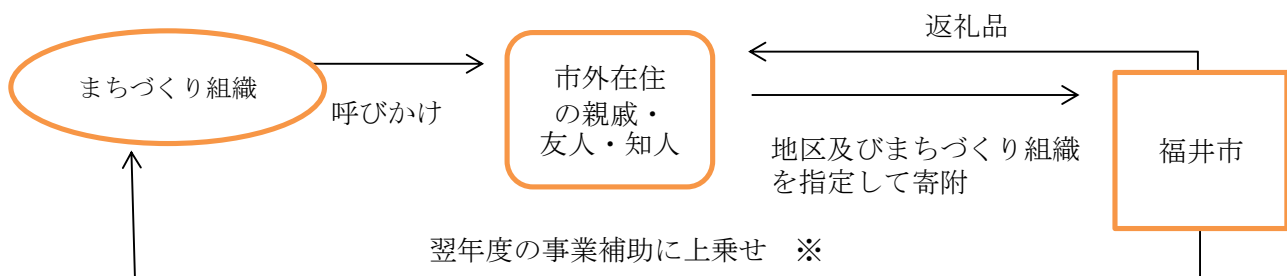 返礼品
まちづくり組織
呼びかけ
市外在住
の親戚・
友人・知人
地区及びまちづくり組織
を指定して寄附
福井市
翌年度の事業補助に上乗せ　※